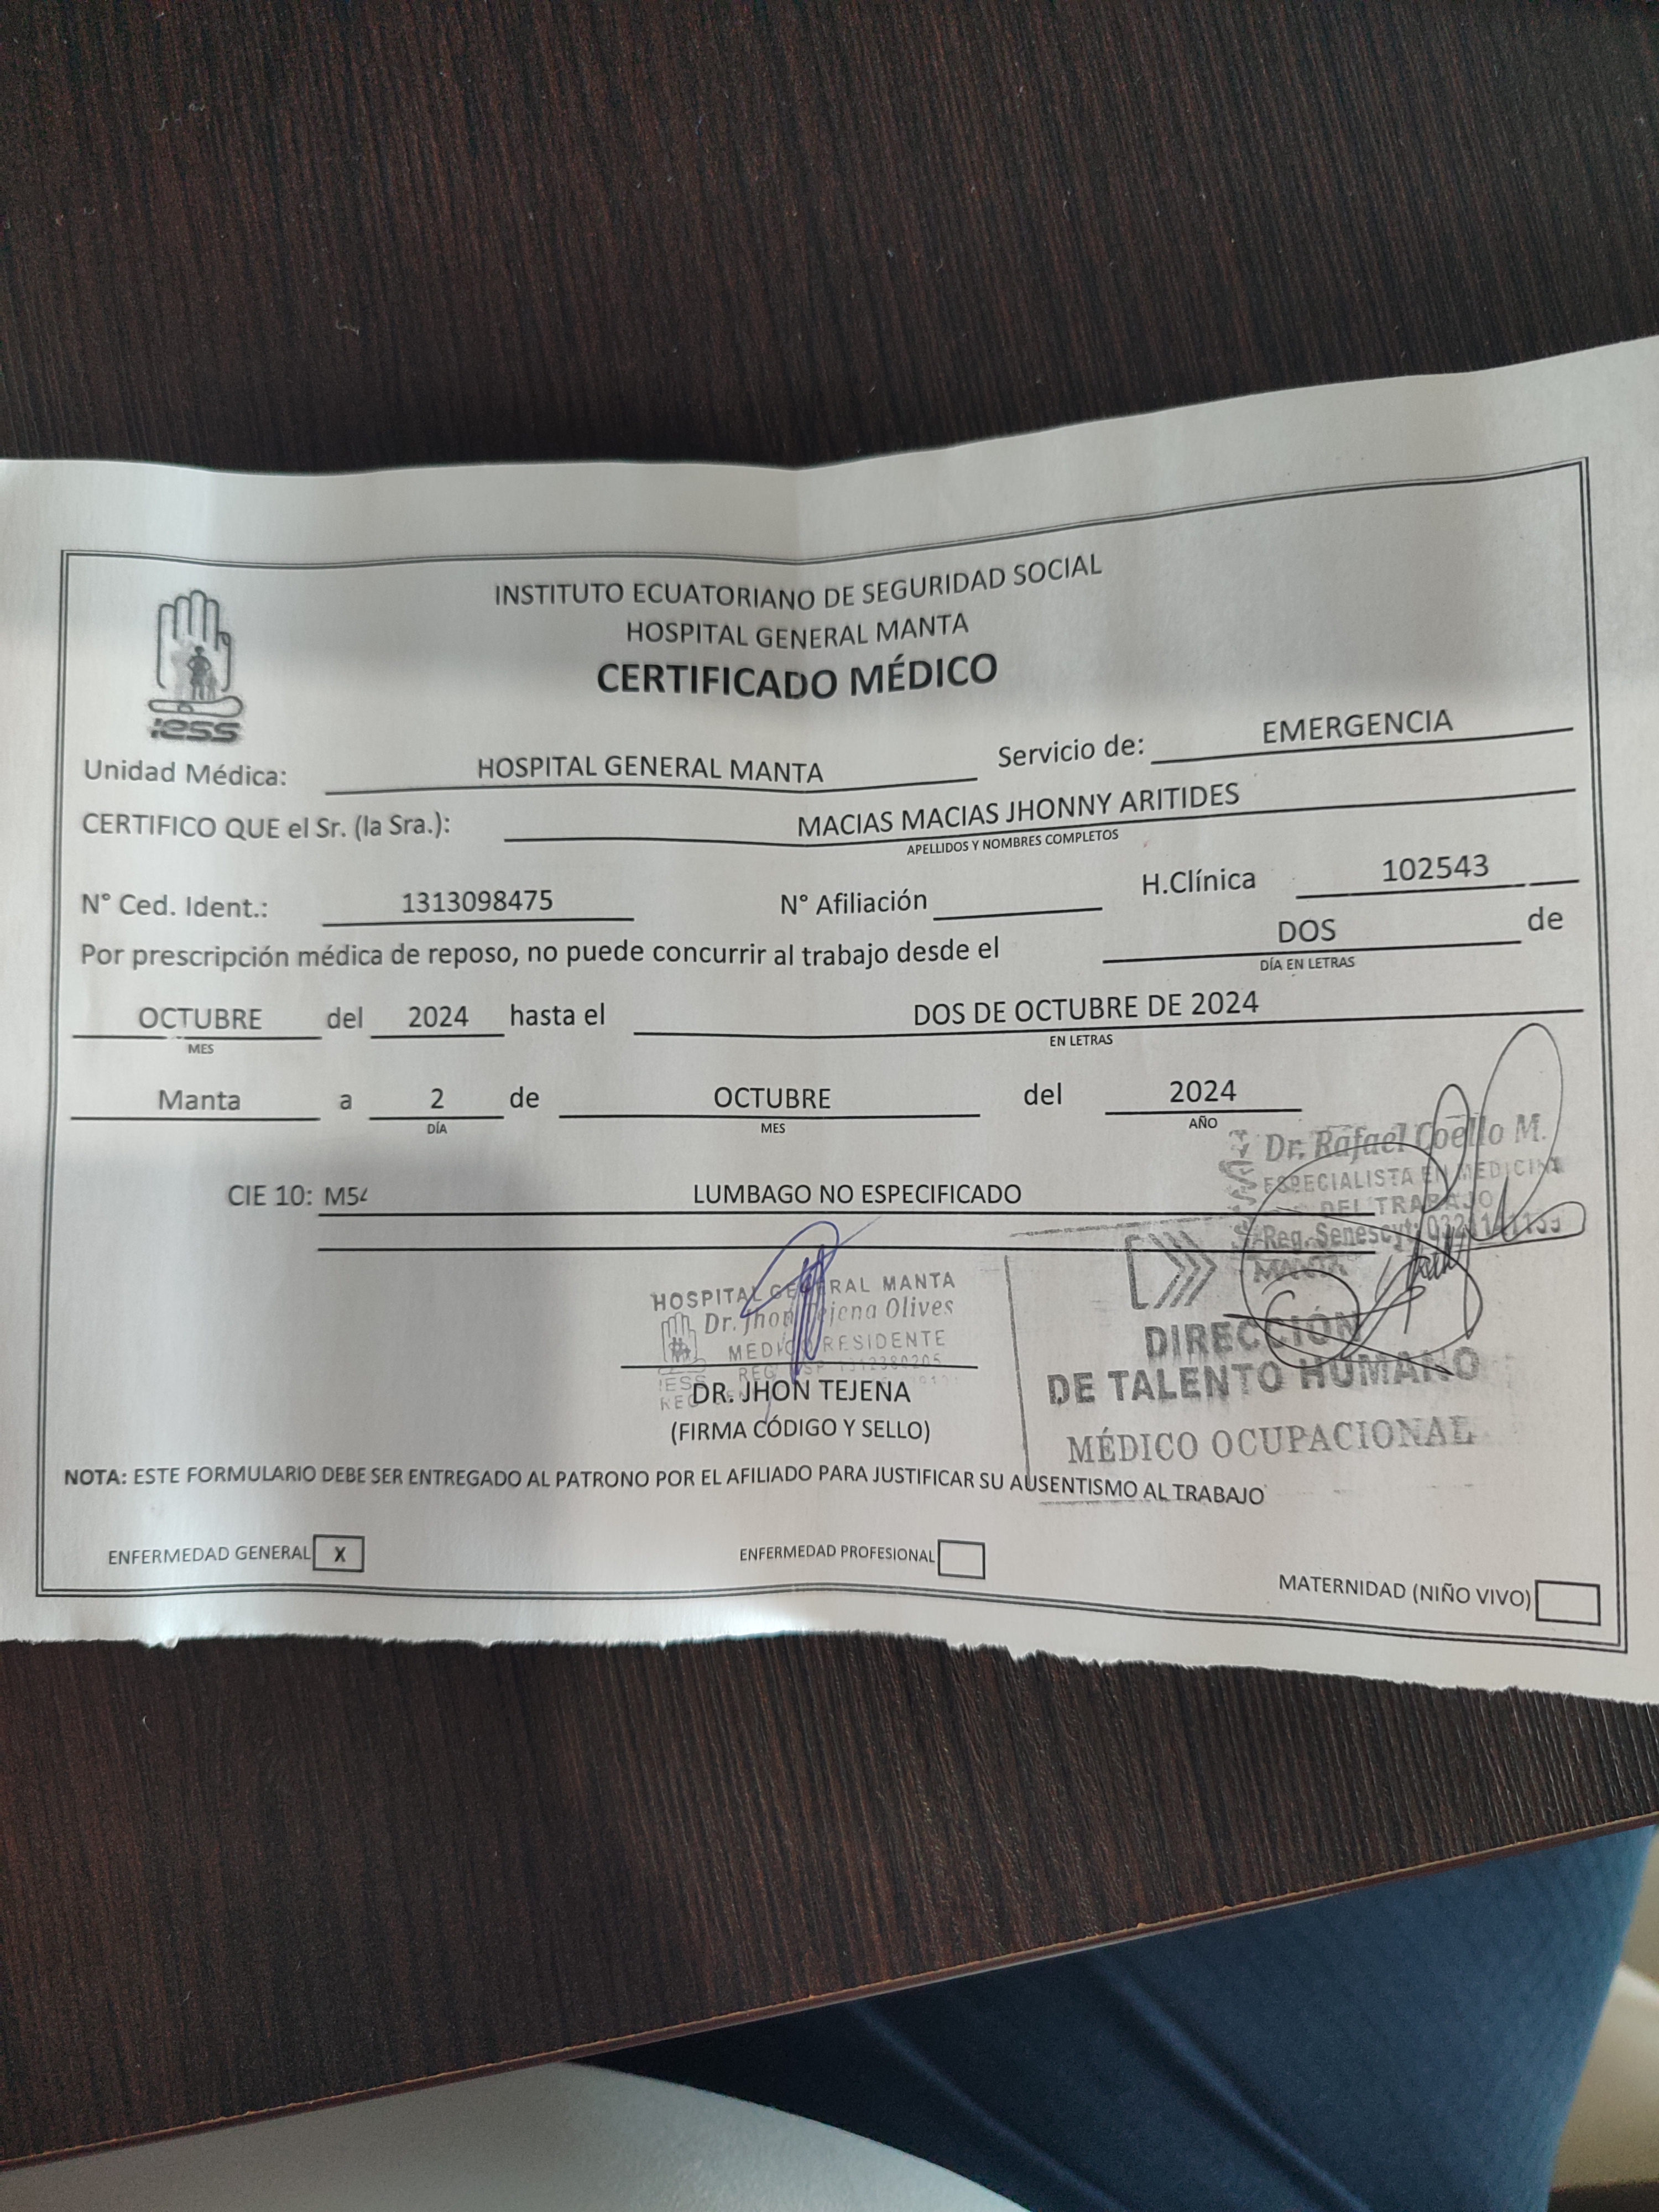 INSTITUTO ECUATORIANO DE SEGURIDAD SOCIAL
HOSPITAL GENERAL MANTA
CERTIFICADO MÉDICO
iess
Unidad Médica: HOSPITAL GENERAL MANTA Servicio de: EMERGENCIA
CERTIFICO QUE el Sr. (la Sra.): MACIAS MACIAS JHONNY ARITIDES
APELLIDOS Y NOMBRES COMPLETOS
N° Ced. Ident.: 1313098475 N° Afiliación H.Clínica 102543
Por prescripción médica de reposo, no puede concurrir al trabajo desde el DOS de
DÍA EN LETRAS
OCTUBRE del 2024 hasta el DOS DE OCTUBRE DE 2024
MES EN LETRAS
Manta a 2 de OCTUBRE del 2024
DÍA MES AÑO
CIE 10: M54 LUMBAGO NO ESPECIFICADO
Dr. Rafael Coello M.
ESPECIALISTA EN MEDICINA
DEL TRABAJO
Reg. Senescyt:
MANTA
DIRECCIÓN
DE TALENTO HUMANO
MÉDICO OCUPACIONAL
HOSPITAL GENERAL MANTA
Dr. Jhon Tejena Olives
MEDICO RESIDENTE
IESS
DR. JHON TEJENA
(FIRMA CÓDIGO Y SELLO)
NOTA: ESTE FORMULARIO DEBE SER ENTREGADO AL PATRONO POR EL AFILIADO PARA JUSTIFICAR SU AUSENTISMO AL TRABAJO
ENFERMEDAD GENERAL X ENFERMEDAD PROFESIONAL MATERNIDAD (NIÑO VIVO)